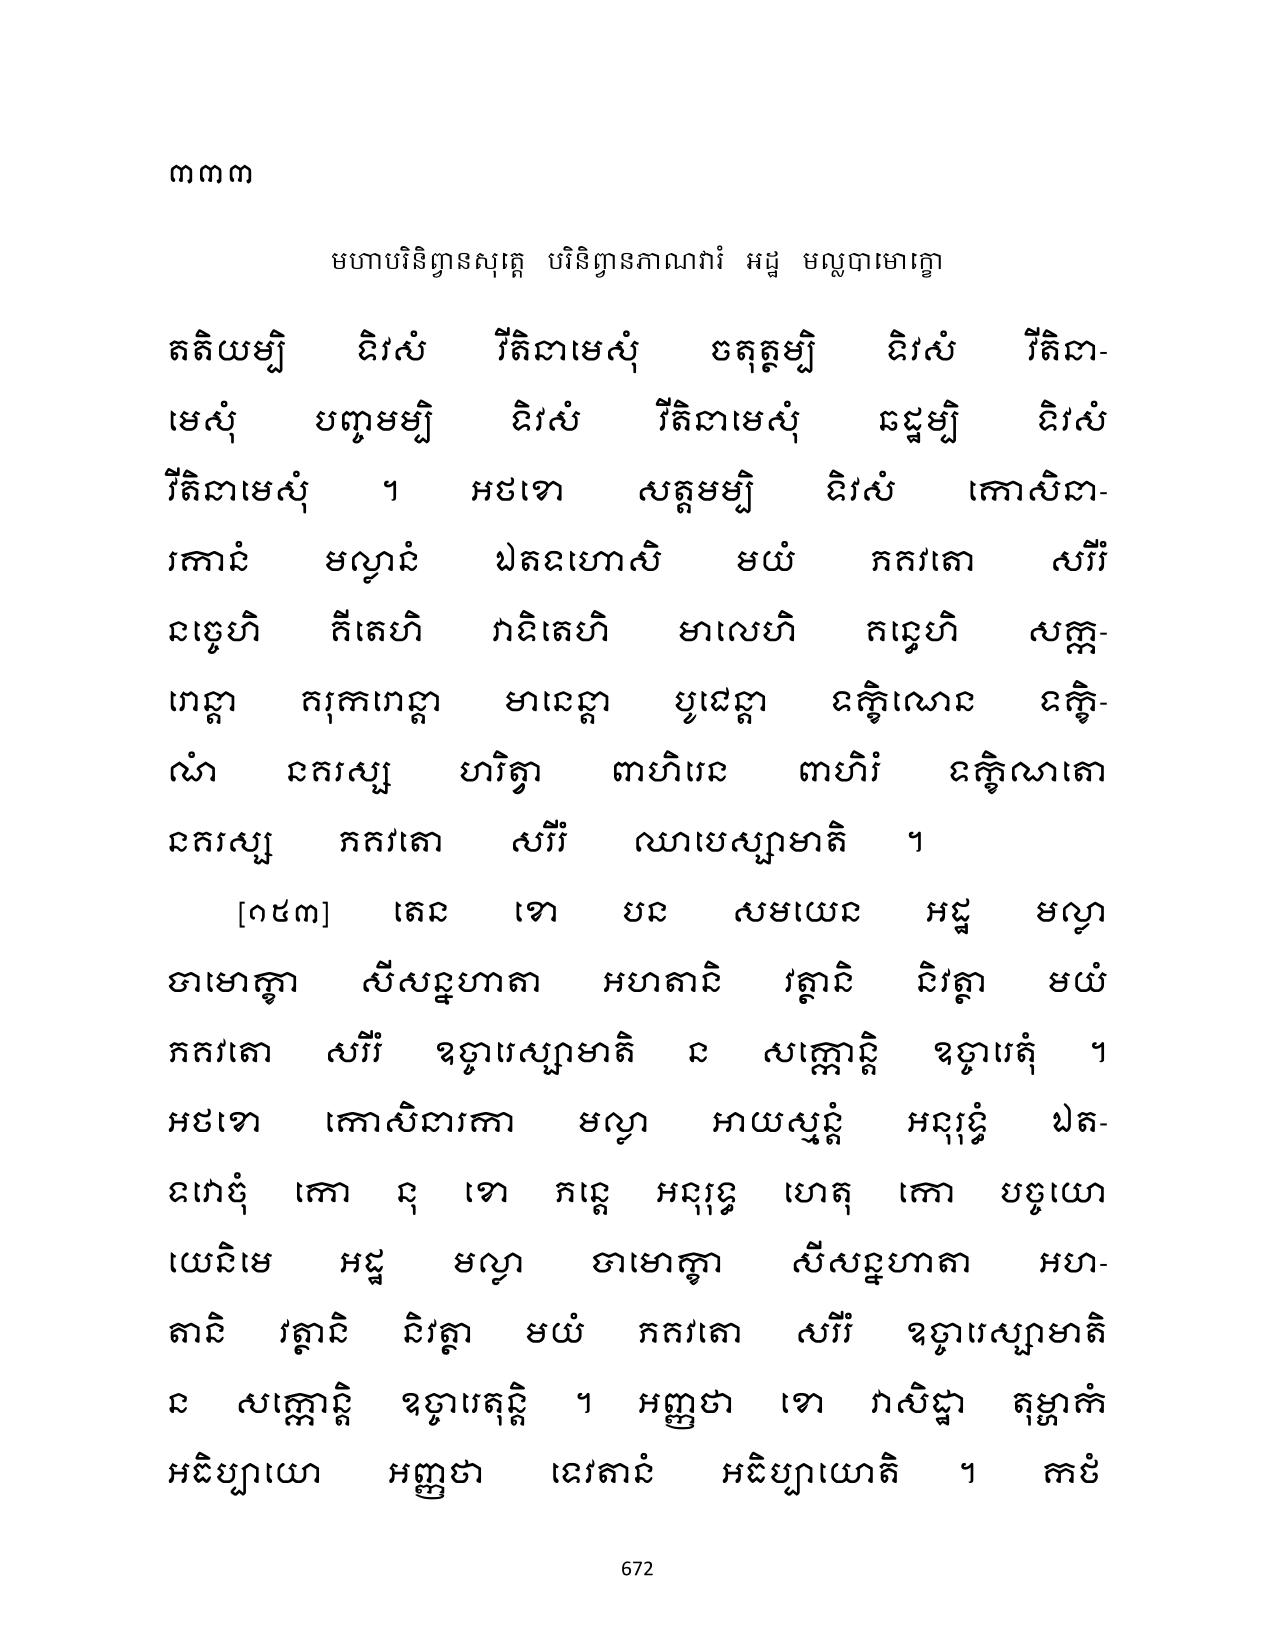 ៣៣៣
មហាបរិនិព្វានសុត្តេ បរិនិព្វានភាណវារំ អដ្ឋ មល្លបាមោក្ខោ
តតិយម្បិ ទិវសំ វីតិនាមេសុំ ចតុត្ថម្បិ ទិវសំ វីតិនា-
មេសុំ បញ្ចមម្បិ ទិវសំ វីតិនាមេសុំ ឆដ្ឋម្បិ ទិវសំ
វីតិនាមេសុំ ។ អថខោ សត្តមម្បិ ទិវសំ កោសិនា-
រកានំ មល្លានំ ឯតទហោសិ មយំ ភគវតោ សរីរំ
នច្ចេហិ គីតេហិ វាទិតេហិ មាលេហិ គន្ធេហិ សក្ក-
រោន្តា គរុករោន្តា មានេន្តា បូជេន្តា ទក្ខិណេន ទក្ខិ-
ណំ នគរស្ស ហរិត្វា ពាហិរេន ពាហិរំ ទក្ខិណតោ
នគរស្ស ភគវតោ សរីរំ ឈាបេស្សាមាតិ ។
[១៥៣] តេន ខោ បន សមយេន អដ្ឋ មល្លា
បាមោក្ខា សីសន្នហាតា អហតានិ វត្ថានិ និវត្ថា មយំ
ភគវតោ សរីរំ ឧច្ចារេស្សាមាតិ ន សក្កោន្តិ ឧច្ចារេតុំ ។
អថខោ កោសិនារកា មល្លា អាយស្មន្តំ អនុរុទ្ធំ ឯត-
ទវោចុំ កោ នុ ខោ ភន្តេ អនុរុទ្ធ ហេតុ កោ បច្ចយោ
យេនិមេ អដ្ឋ មល្លា បាមោក្ខា សីសន្នហាតា អហ-
តានិ វត្ថានិ និវត្ថា មយំ ភគវតោ សរីរំ ឧច្ចារេស្សាមាតិ
ន សក្កោន្តិ ឧច្ចារេតុន្តិ ។ អញ្ញថា ខោ វាសិដ្ឋា តុម្ហាកំ
អធិប្បាយោ អញ្ញថា ទេវតានំ អធិប្បាយោតិ ។ កថំ
672